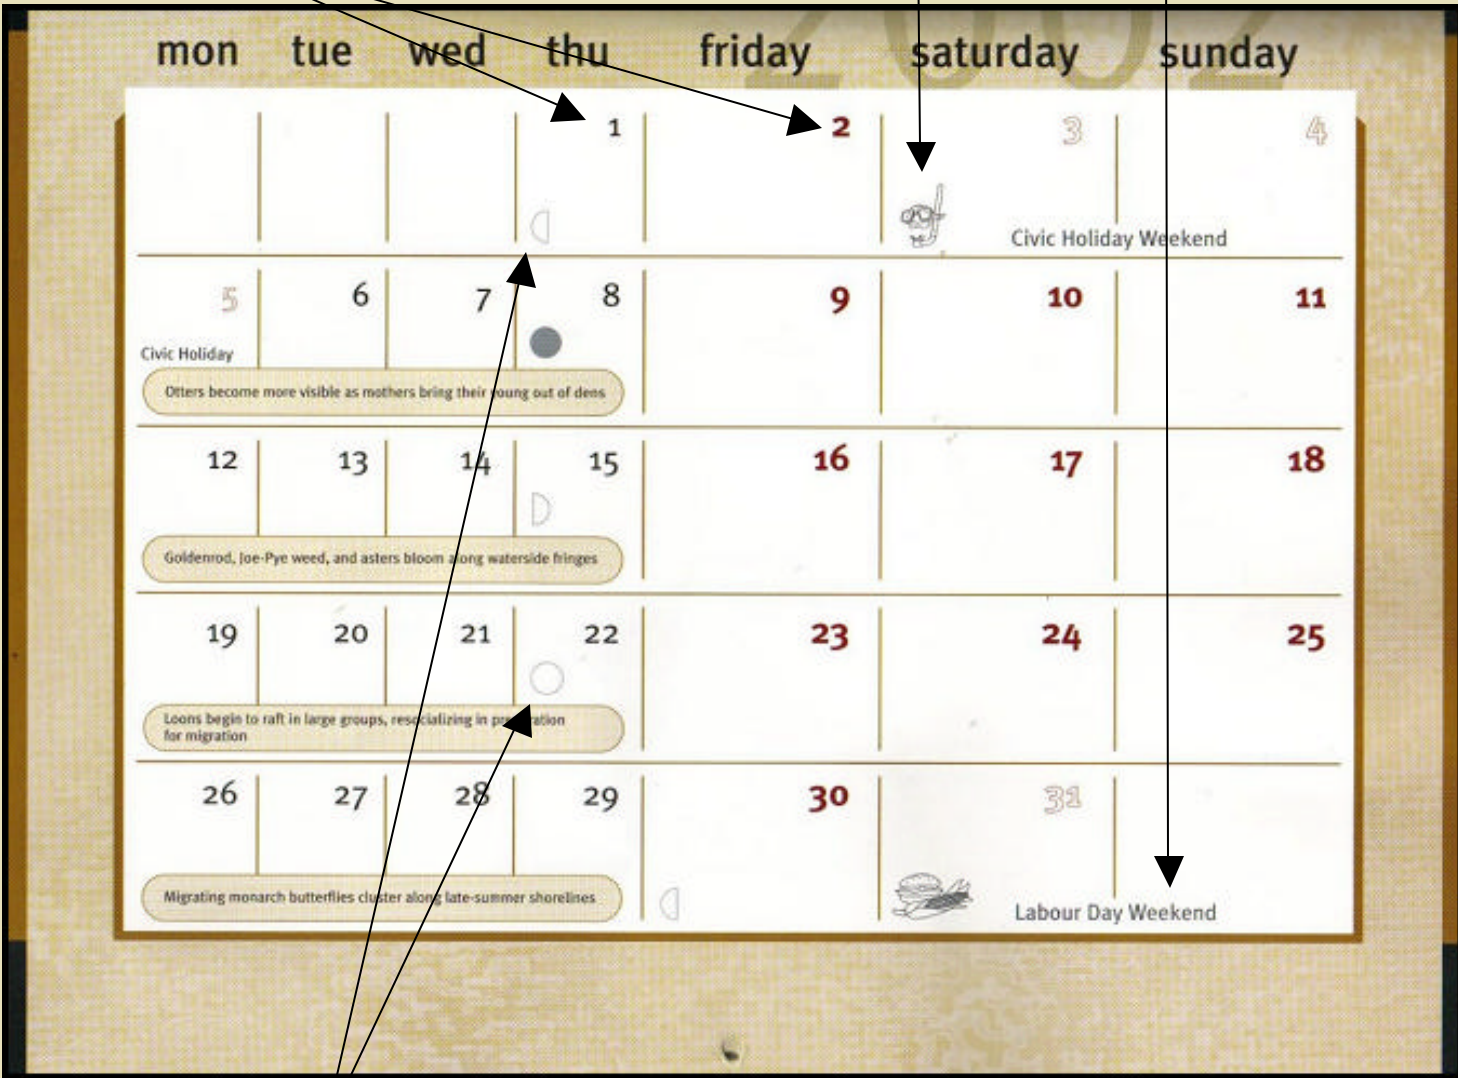 2002
mon tue wed thu friday saturday sunday
1 2 3 4
Civic Holiday Weekend
5 6 7 8 9 10 11
Civic Holiday
Otters become more visible as mothers bring their young out of dens
12 13 14 15 16 17 18
Goldenrod, Joe-Pye weed, and asters bloom along waterside fringes
19 20 21 22 23 24 25
Loons begin to raft in large groups, resocializing in preparation
for migration
26 27 28 29 30 31
Migrating monarch butterflies cluster along late-summer shorelines
Labour Day Weekend